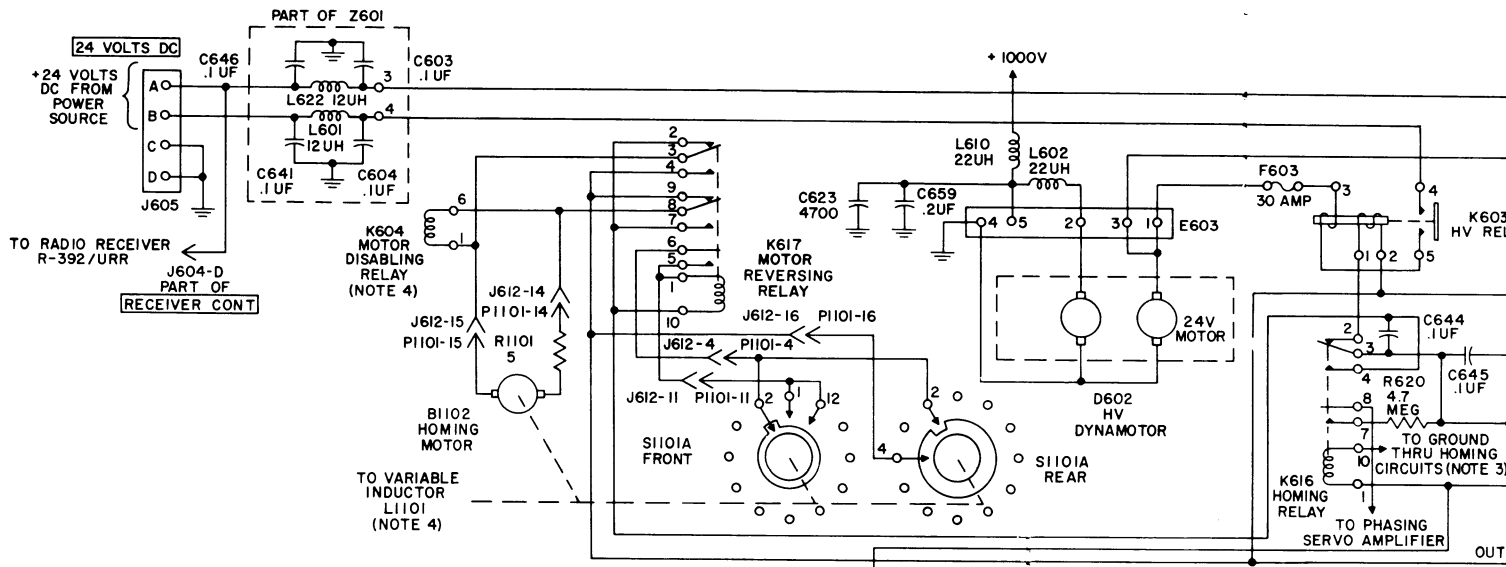 PART OF Z601
24 VOLTS DC
+24 VOLTS
DC FROM
POWER
SOURCE
A
B
C
D
J605
C646
.1 UF
C603
.1 UF
3
L622 12UH
4
L601
12UH
C641
.1 UF
C604
.1UF
TO RADIO RECEIVER
R-392/URR
J604-D
PART OF
RECEIVER CONT
6
1
K604
MOTOR
DISABLING
RELAY
(NOTE 4)
J612-14
P1101-14
J612-15
P1101-15
R1101
5
B1102
HOMING
MOTOR
TO VARIABLE
INDUCTOR
L1101
(NOTE 4)
2
3
4
9
8
7
6
5
1
10
K617
MOTOR
REVERSING
RELAY
J612-16
P1101-16
J612-4
P1101-4
J612-11
P1101-11
2
1
12
S1101A
FRONT
2
4
S1101A
REAR
+1000V
L610
22UH
L602
22UH
C623
4700
C659
.2UF
4
5
2
3
1
E603
24V
MOTOR
D602
HV
DYNAMOTOR
F603
30 AMP
3
4
K603
HV REL
1
2
5
2
3
4
C644
.1UF
C645
.1UF
R620
4.7
MEG
8
7
10
1
TO GROUND
THRU HOMING
CIRCUITS (NOTE 3)
K616
HOMING
RELAY
TO PHASING
SERVO AMPLIFIER
OUT